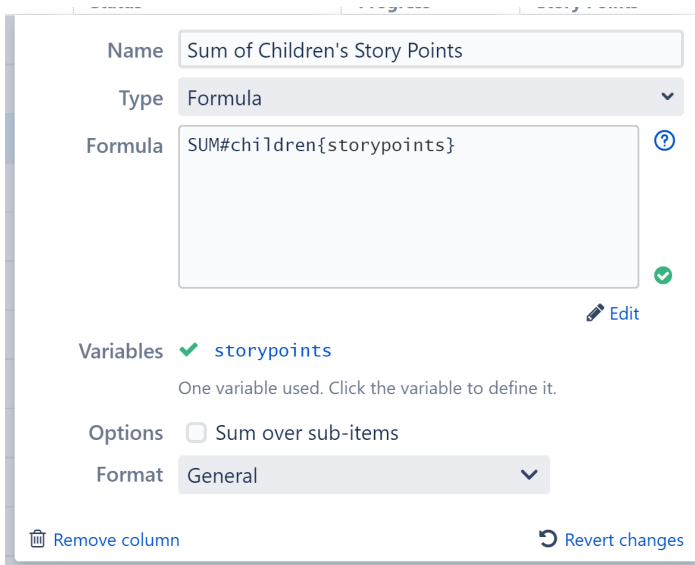 Name Sum of Children's Story Points
Type Formula
Formula SUM#children{storypoints}
Edit
Variables storypoints
One variable used. Click the variable to define it.
Options Sum over sub-items
Format General
Remove column Revert changes